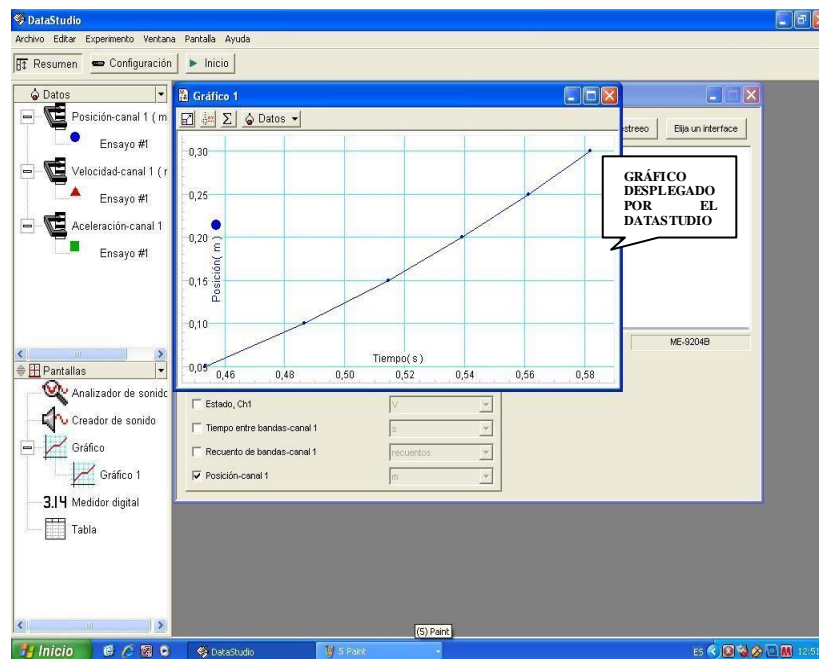 DataStudio
Archivo Editar Experimento Ventana Pantalla Ayuda
Resumen Configuración Inicio
Datos
Posición-canal 1 ( m
Ensayo #1
Velocidad-canal 1 ( r
Ensayo #1
Aceleración-canal 1
Ensayo #1
Pantallas
Analizador de sonidc
Creador de sonido
Gráfico
Gráfico 1
3.14 Medidor digital
Tabla
Gráfico 1
Σ Datos
0,30
0,25
0,20
0,15
0,10
0,05
Posición( m )
Tiempo( s )
0,46 0,48 0,50 0,52 0,54 0,56 0,58
estreeo Elija un interface
GRÁFICO
DESPLEGADO
POR EL
DATASTUDIO
ME-9204B
Estado, Ch1 V
Tiempo entre bandas-canal 1 s
Recuento de bandas-canal 1 recuentos
Posición-canal 1 m
(5) Paint
Inicio DataStudio 5 Paint ES 12:51